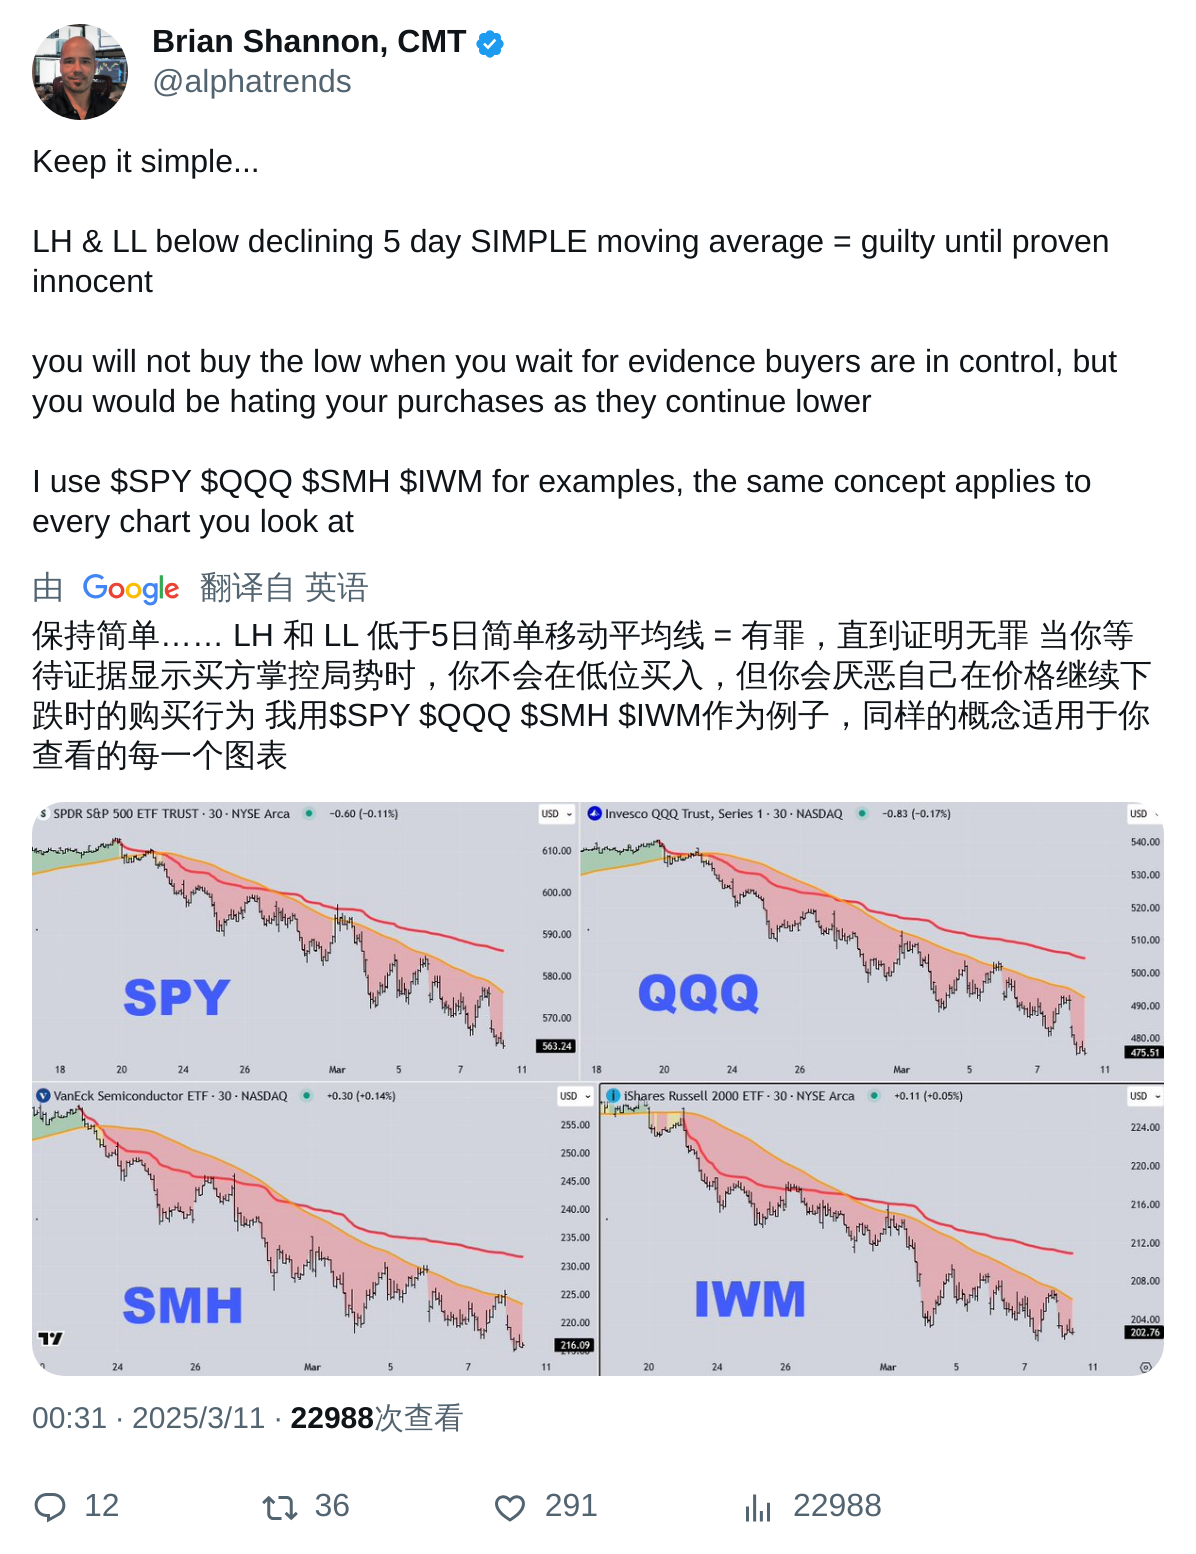 Brian Shannon, CMT
@alphatrends
Keep it simple...
LH & LL below declining 5 day SIMPLE moving average = guilty until proven
innocent
you will not buy the low when you wait for evidence buyers are in control, but
you would be hating your purchases as they continue lower
I use $SPY $QQQ $SMH $IWM for examples, the same concept applies to
every chart you look at
由 Google 翻译自 英语
保持简单…… LH 和 LL 低于5日简单移动平均线 = 有罪，直到证明无罪 当你等
待证据显示买方掌控局势时，你不会在低位买入，但你会厌恶自己在价格继续下
跌时的购买行为 我用$SPY $QQQ $SMH $IWM作为例子，同样的概念适用于你
查看的每一个图表
SPDR S&P 500 ETF TRUST · 30 · NYSE Arca −0.60 (−0.11%) USD
610.00
600.00
590.00
580.00
570.00
563.24
SPY
18 20 24 26 Mar 5 7 11
Invesco QQQ Trust, Series 1 · 30 · NASDAQ −0.83 (−0.17%) USD
540.00
530.00
520.00
510.00
500.00
490.00
480.00
475.51
QQQ
18 20 24 26 Mar 5 7 11
VanEck Semiconductor ETF · 30 · NASDAQ +0.30 (+0.14%) USD
255.00
250.00
245.00
240.00
235.00
230.00
225.00
220.00
216.09
SMH
24 26 Mar 5 7 11
iShares Russell 2000 ETF · 30 · NYSE Arca +0.11 (+0.05%) USD
224.00
220.00
216.00
212.00
208.00
204.00
202.76
IWM
20 24 26 Mar 5 7 11
00:31 · 2025/3/11 · 22988次查看
12 36 291 22988